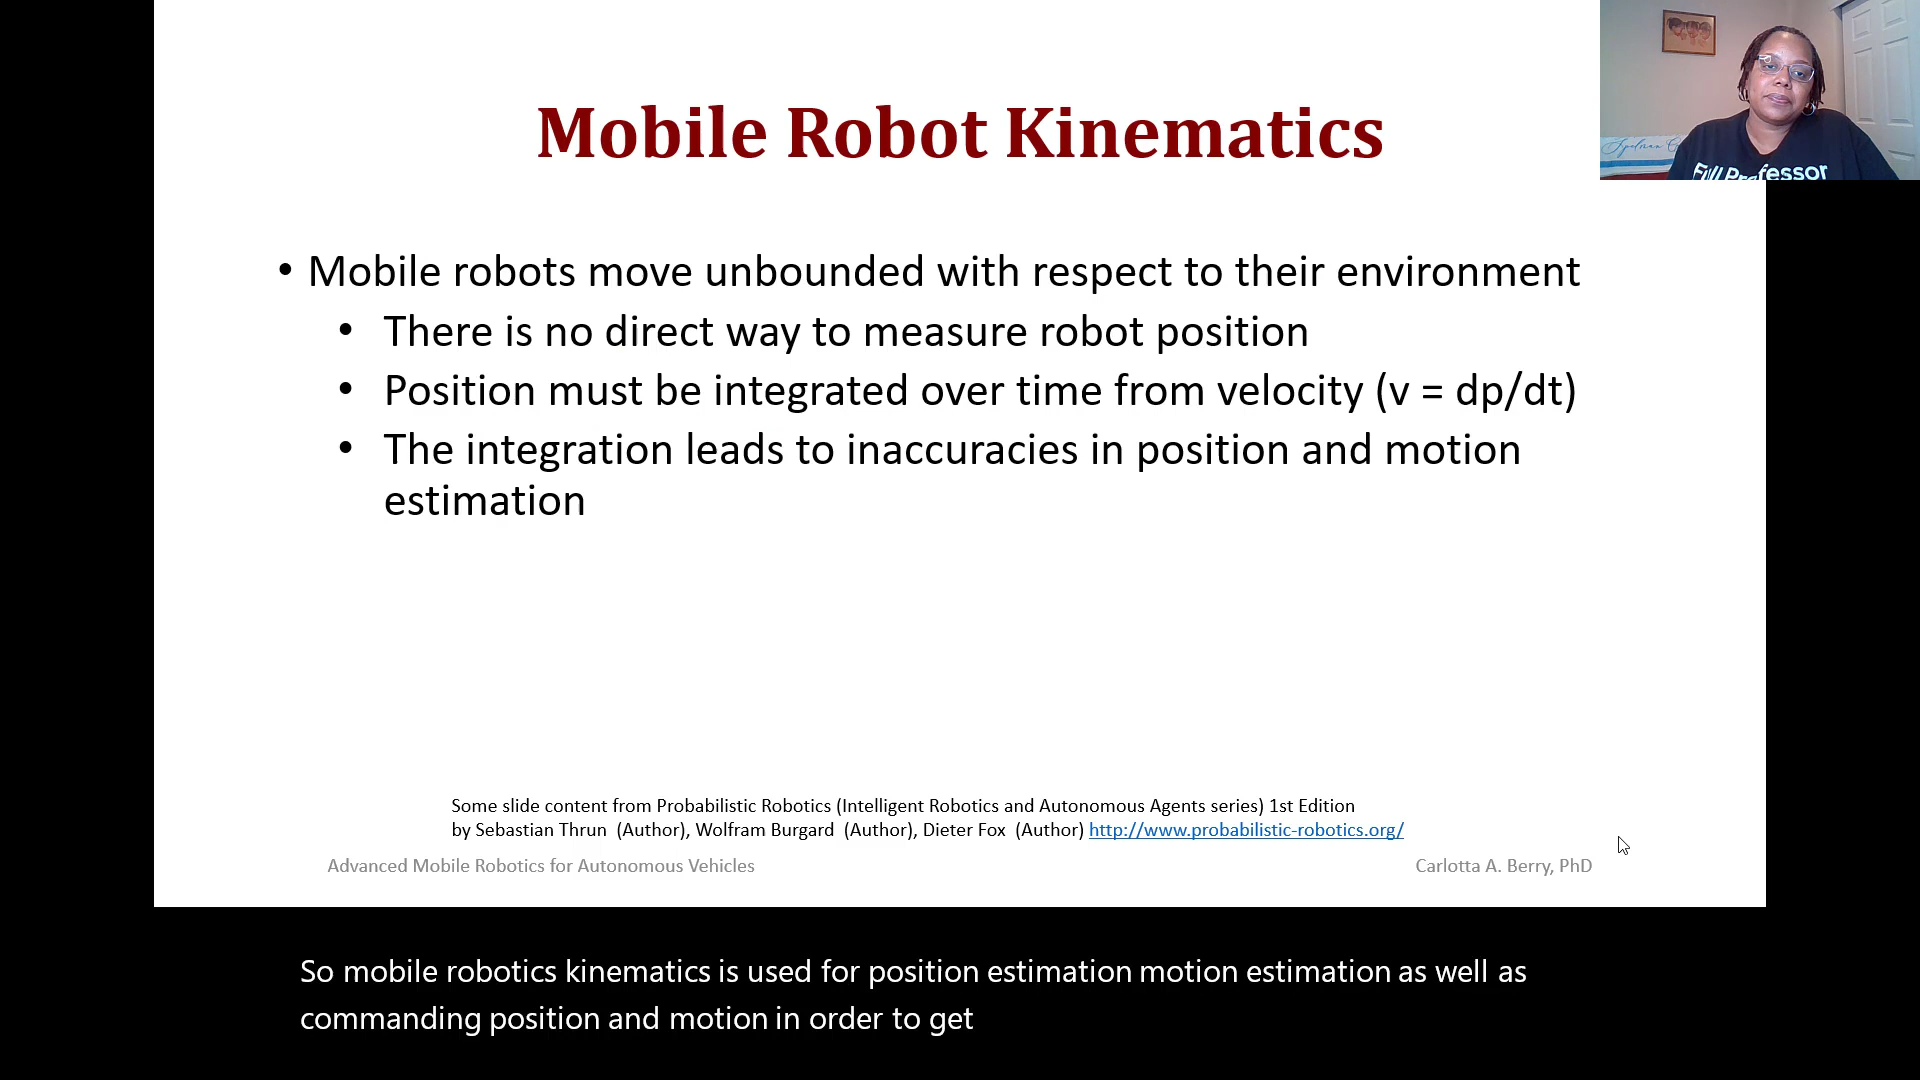 Mobile Robot Kinematics
• Mobile robots move unbounded with respect to their environment
• There is no direct way to measure robot position
• Position must be integrated over time from velocity (v = dp/dt)
• The integration leads to inaccuracies in position and motion
estimation
Some slide content from Probabilistic Robotics (Intelligent Robotics and Autonomous Agents series) 1st Edition
by Sebastian Thrun (Author), Wolfram Burgard (Author), Dieter Fox (Author) http://www.probabilistic-robotics.org/
Advanced Mobile Robotics for Autonomous Vehicles
Carlotta A. Berry, PhD
So mobile robotics kinematics is used for position estimation motion estimation as well as
commanding position and motion in order to get
Spelman C
Full Professor